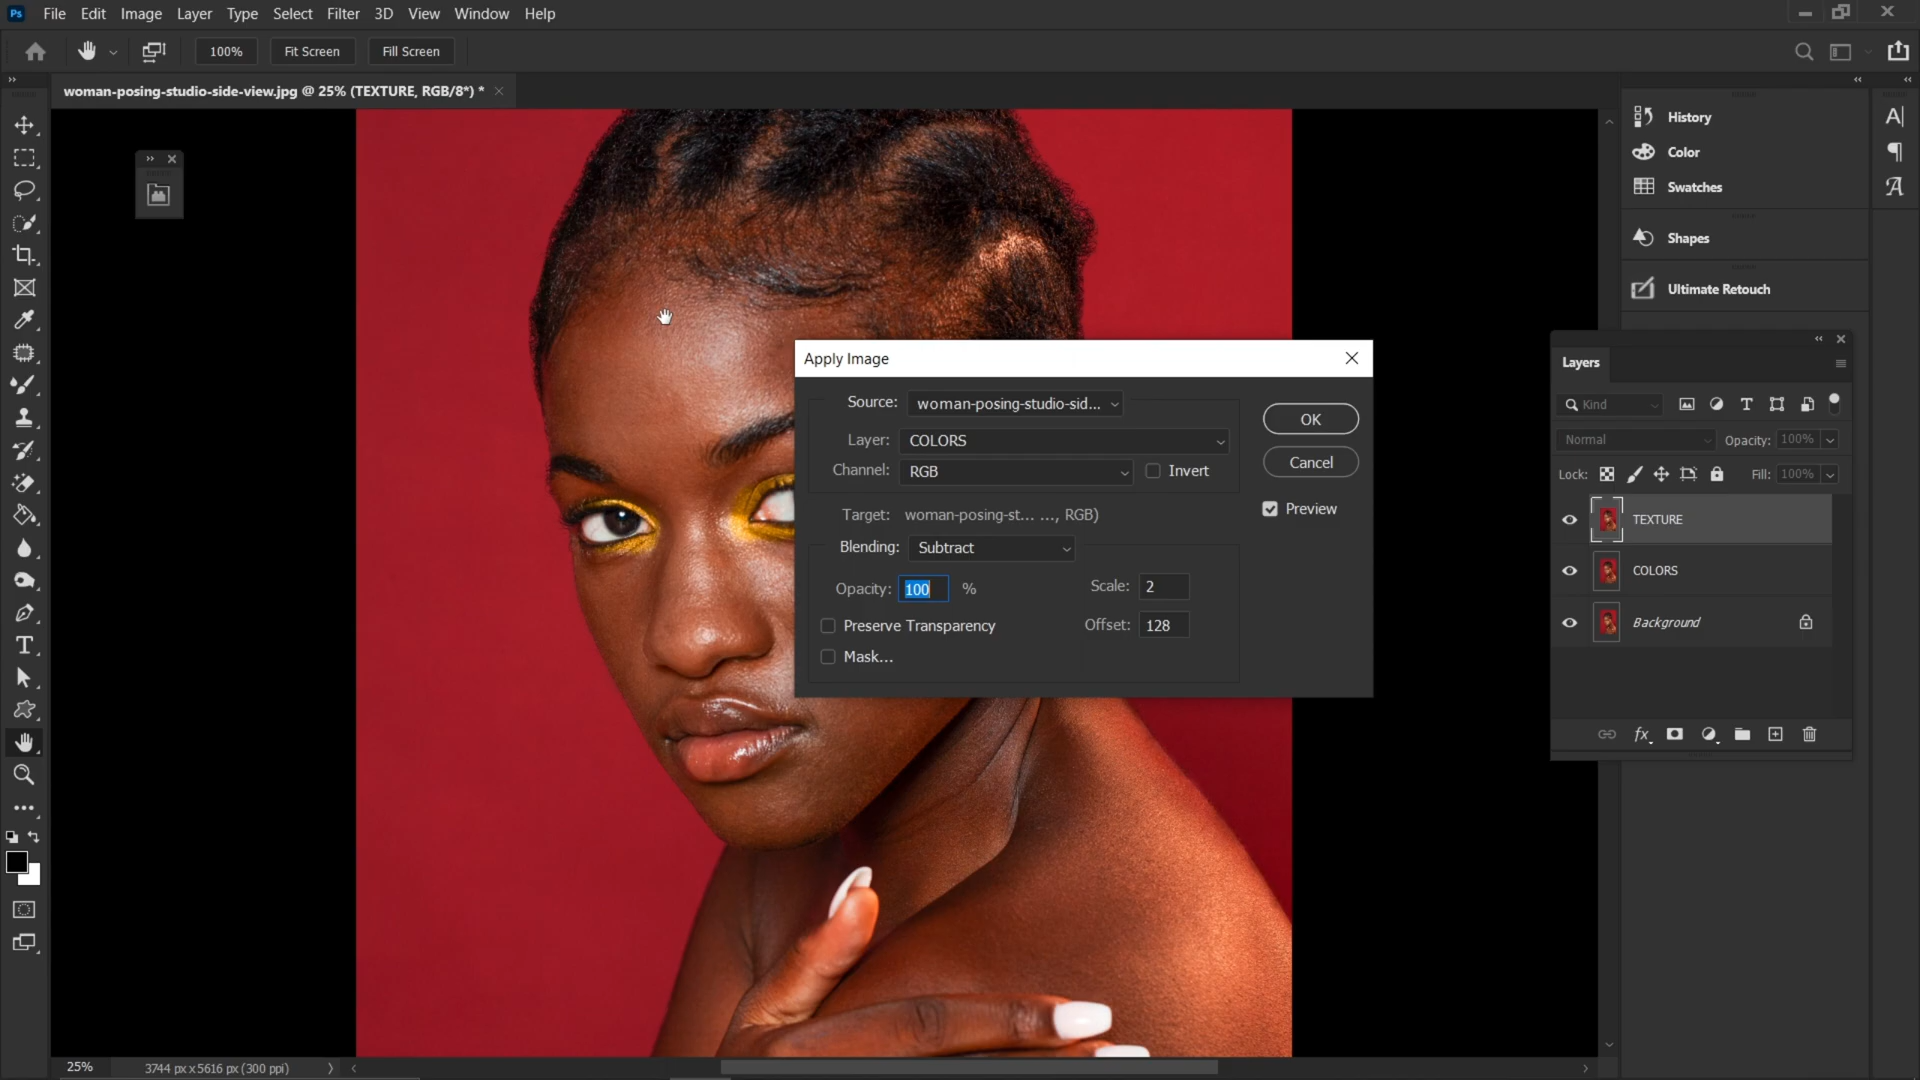 Ps File Edit Image Layer Type Select Filter 3D View Window Help
100% Fit Screen Fill Screen
woman-posing-studio-side-view.jpg @ 25% (TEXTURE, RGB/8*) *
History
Color
Swatches
Shapes
Ultimate Retouch
Apply Image
Source: woman-posing-studio-sid...
Layer: COLORS
Channel: RGB Invert
Target: woman-posing-st... ..., RGB)
Blending: Subtract
Opacity: 100 % Scale: 2
Preserve Transparency Offset: 128
Mask...
OK
Cancel
Preview
Layers
Kind
Normal Opacity: 100%
Lock: Fill: 100%
TEXTURE
COLORS
Background
fx
25% 3744 px x 5616 px (300 ppi)